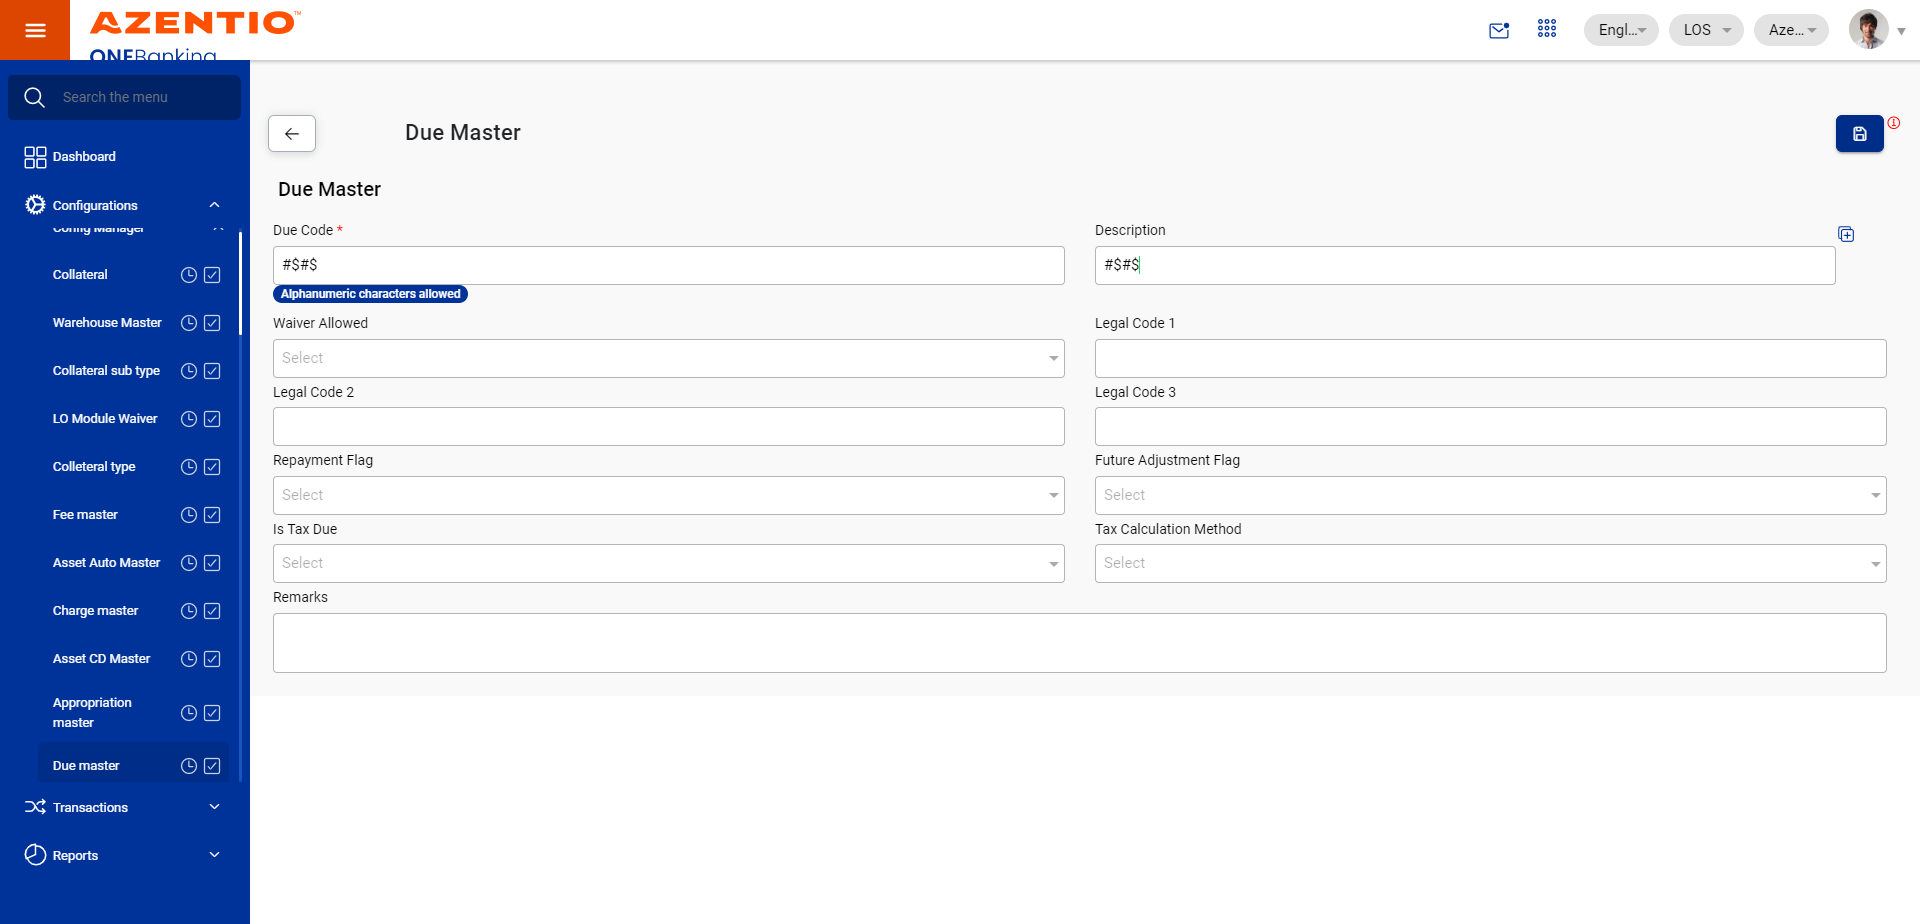 AZENTIO™
ONEBanking
Engl...
LOS
Aze...
Search the menu
Dashboard
Configurations
Config Manager
Collateral
Warehouse Master
Collateral sub type
LO Module Waiver
Colleteral type
Fee master
Asset Auto Master
Charge master
Asset CD Master
Appropriation
master
Due master
Transactions
Reports
Due Master
Due Master
Due Code *
#$#$
Alphanumeric characters allowed
Description
#$#$
Waiver Allowed
Select
Legal Code 1
Legal Code 2
Legal Code 3
Repayment Flag
Select
Future Adjustment Flag
Select
Is Tax Due
Select
Tax Calculation Method
Select
Remarks